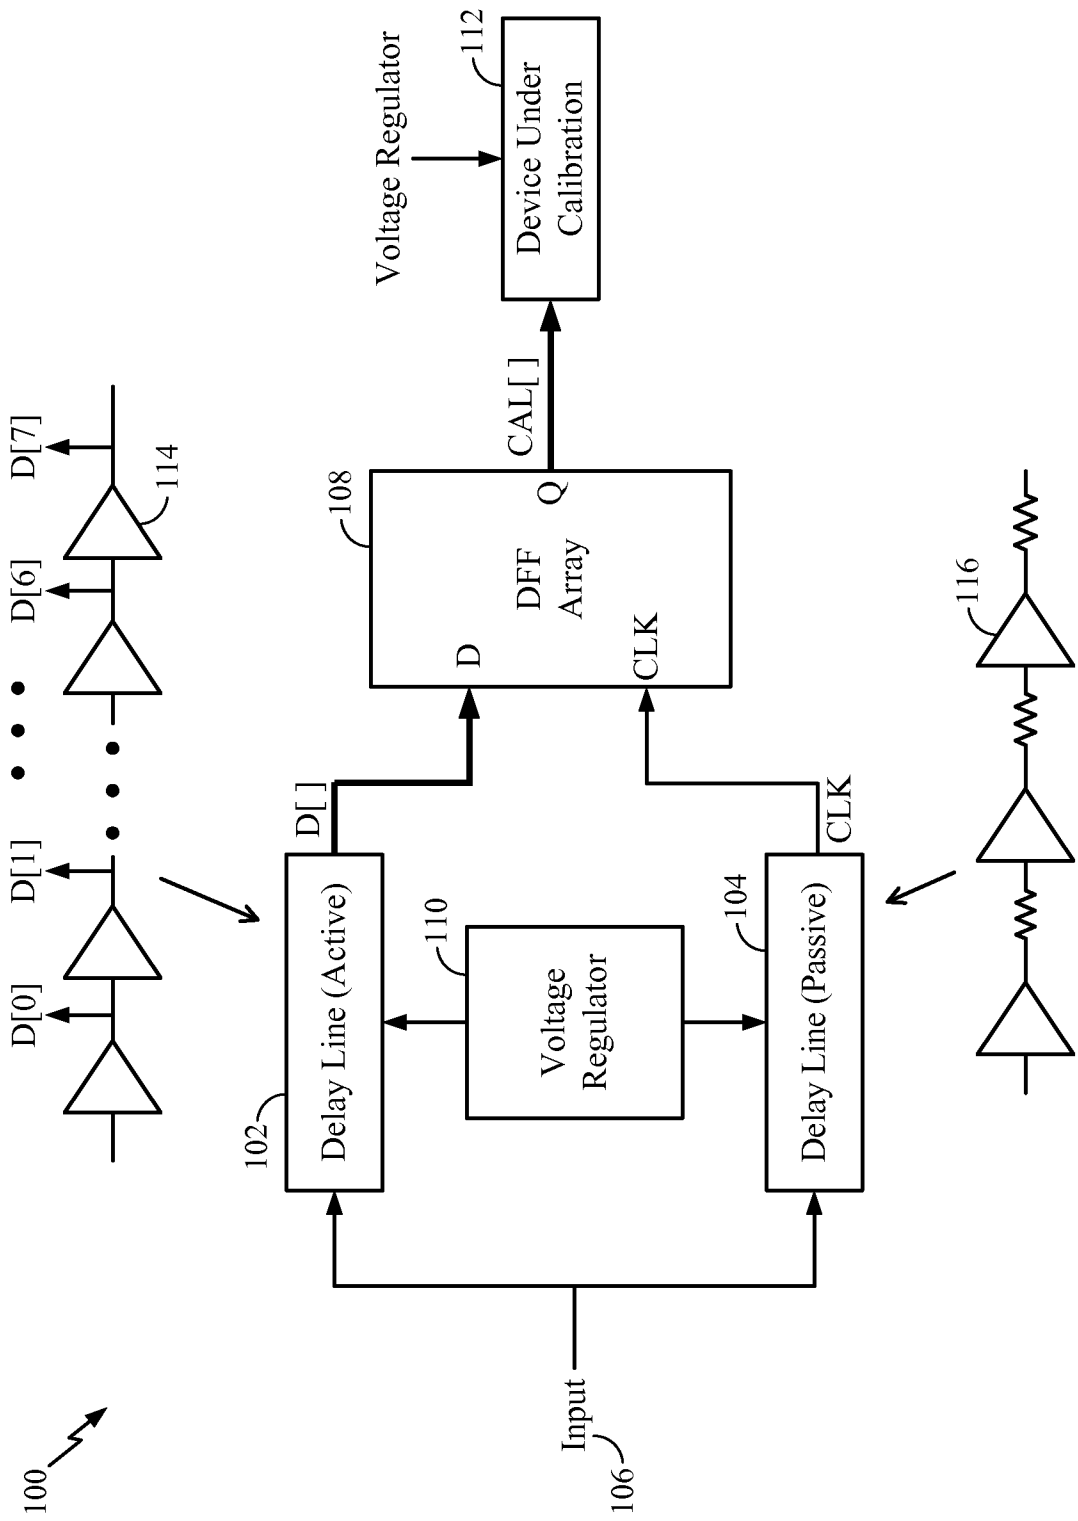 100
D[0]
D[1]
D[6]
D[7]
114
102
Delay Line (Active)
D[ ]
108
D
DFF
Array
Q
CLK
CAL[ ]
Voltage Regulator
112
Device Under
Calibration
Input
106
110
Voltage
Regulator
104
Delay Line (Passive)
CLK
116